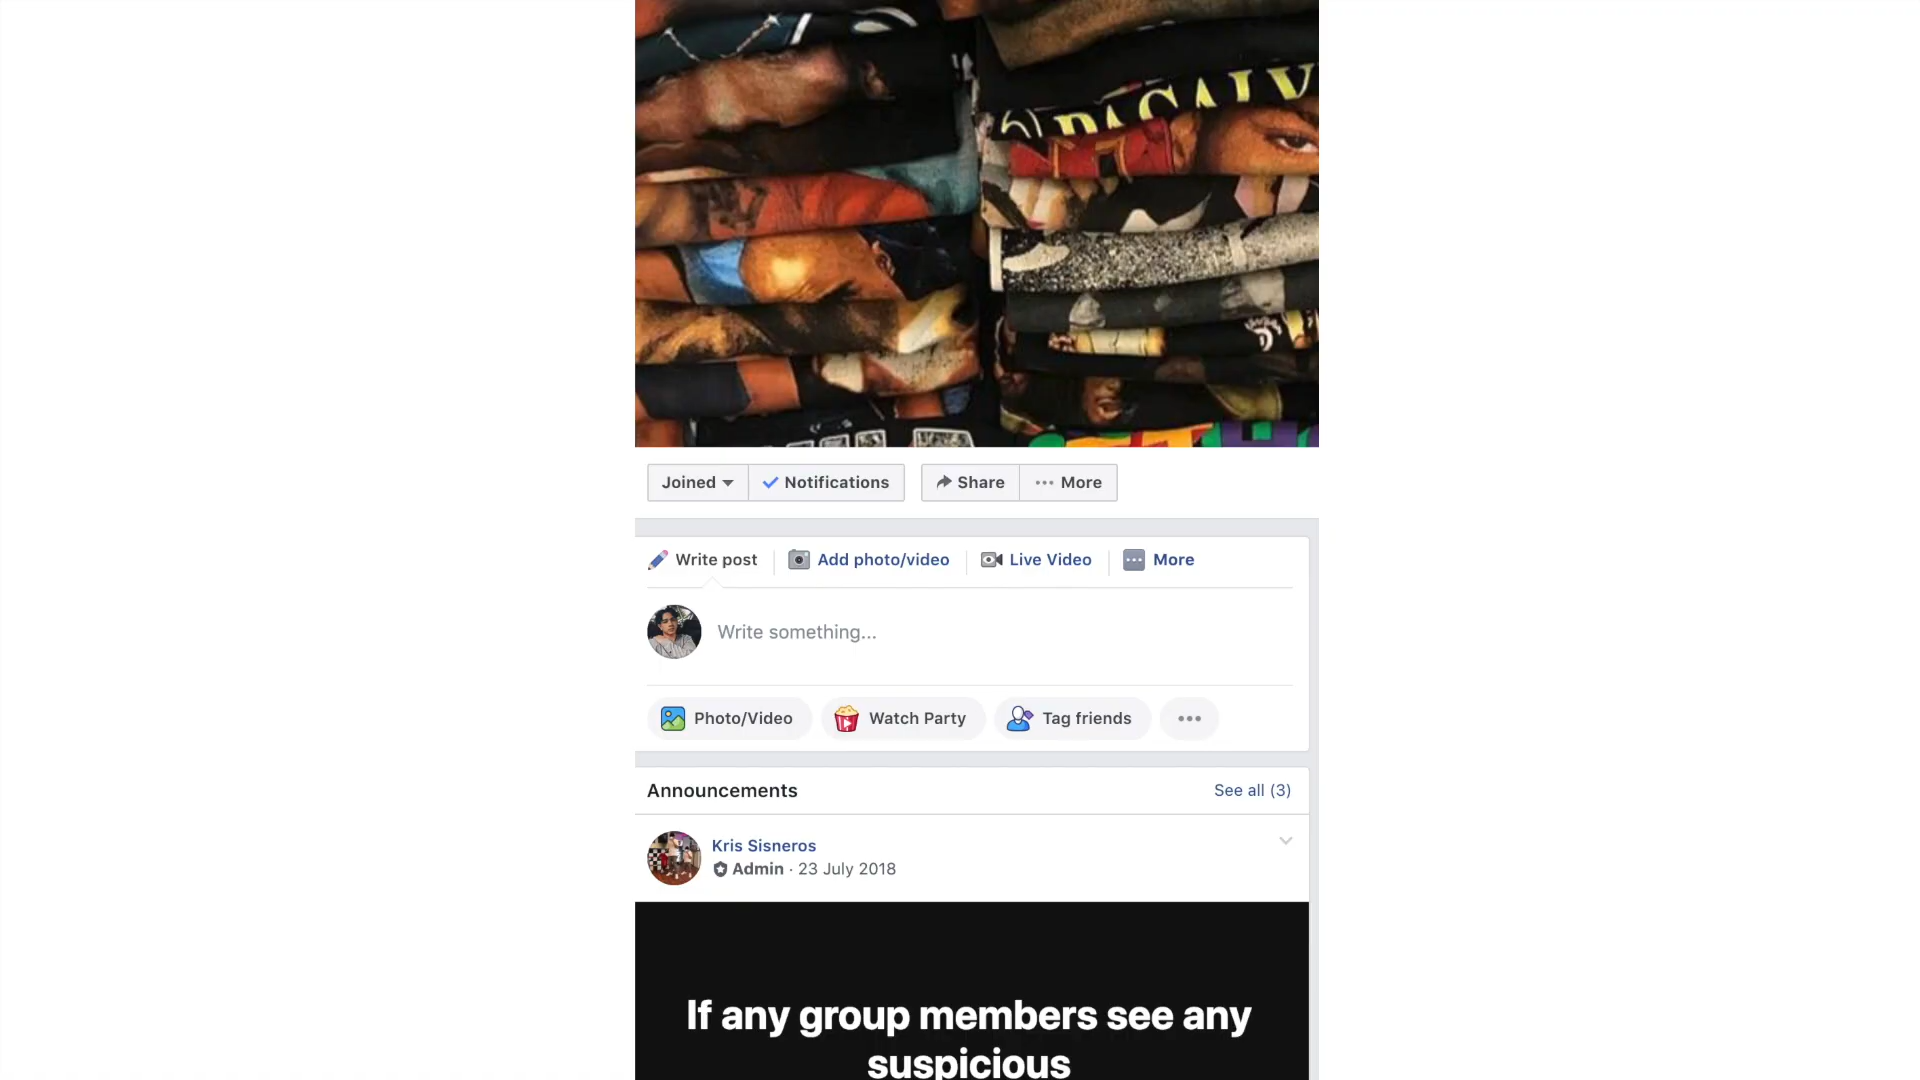 Joined
Notifications
Share
More
Write post
Add photo/video
Live Video
More
Write something...
Photo/Video
Watch Party
Tag friends
Announcements
See all (3)
Kris Sisneros
Admin · 23 July 2018
If any group members see any
suspicious